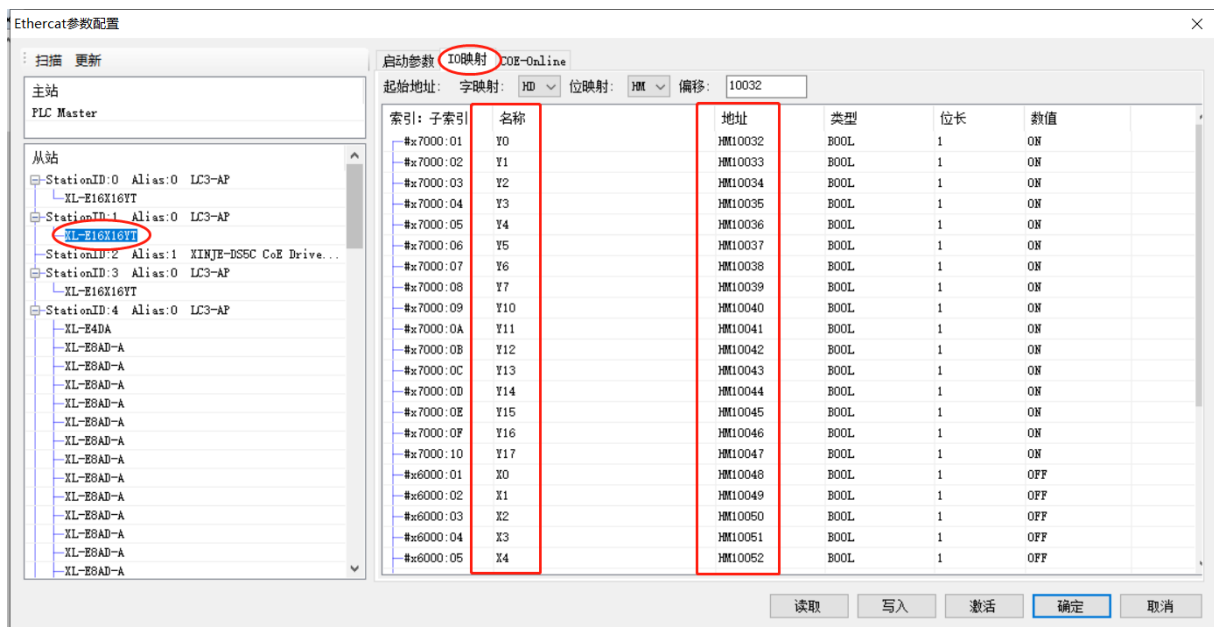 Ethercat参数配置
扫描 更新
主站
PLC Master
从站
StationID:0 Alias:0 LC3-AP
XL-E16X16YT
StationID:1 Alias:0 LC3-AP
XL-E16X16YT
StationID:2 Alias:1 XINJE-DS5C CoE Drive...
StationID:3 Alias:0 LC3-AP
XL-E16X16YT
StationID:4 Alias:0 LC3-AP
XL-E4DA
XL-E8AD-A
XL-E8AD-A
XL-E8AD-A
XL-E8AD-A
XL-E8AD-A
XL-E8AD-A
XL-E8AD-A
XL-E8AD-A
XL-E8AD-A
XL-E8AD-A
XL-E8AD-A
XL-E8AD-A
XL-E8AD-A
启动参数 IO映射 COE-Online
起始地址: 字映射: HD 位映射: HM 偏移: 10032
索引: 子索引 名称 地址 类型 位长 数值
#x7000:01 Y0 HM10032 BOOL 1 ON
#x7000:02 Y1 HM10033 BOOL 1 ON
#x7000:03 Y2 HM10034 BOOL 1 ON
#x7000:04 Y3 HM10035 BOOL 1 ON
#x7000:05 Y4 HM10036 BOOL 1 ON
#x7000:06 Y5 HM10037 BOOL 1 ON
#x7000:07 Y6 HM10038 BOOL 1 ON
#x7000:08 Y7 HM10039 BOOL 1 ON
#x7000:09 Y10 HM10040 BOOL 1 ON
#x7000:0A Y11 HM10041 BOOL 1 ON
#x7000:0B Y12 HM10042 BOOL 1 ON
#x7000:0C Y13 HM10043 BOOL 1 ON
#x7000:0D Y14 HM10044 BOOL 1 ON
#x7000:0E Y15 HM10045 BOOL 1 ON
#x7000:0F Y16 HM10046 BOOL 1 ON
#x7000:10 Y17 HM10047 BOOL 1 ON
#x6000:01 X0 HM10048 BOOL 1 OFF
#x6000:02 X1 HM10049 BOOL 1 OFF
#x6000:03 X2 HM10050 BOOL 1 OFF
#x6000:04 X3 HM10051 BOOL 1 OFF
#x6000:05 X4 HM10052 BOOL 1 OFF
读取 写入 激活 确定 取消